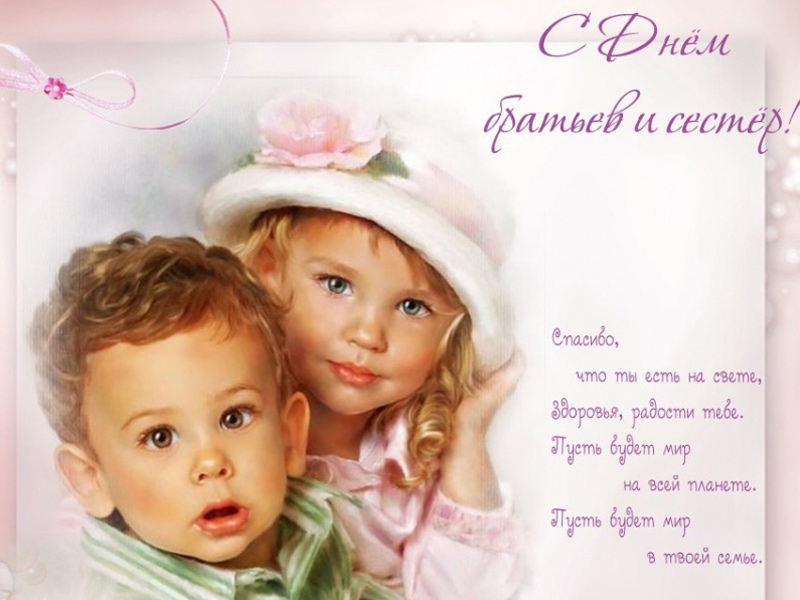 С Днём
братьев и сестёр!
Спасибо,
что ты есть на свете,
Здоровья, радости тебе.
Пусть будет мир
на всей планете.
Пусть будет мир
в твоей семье.